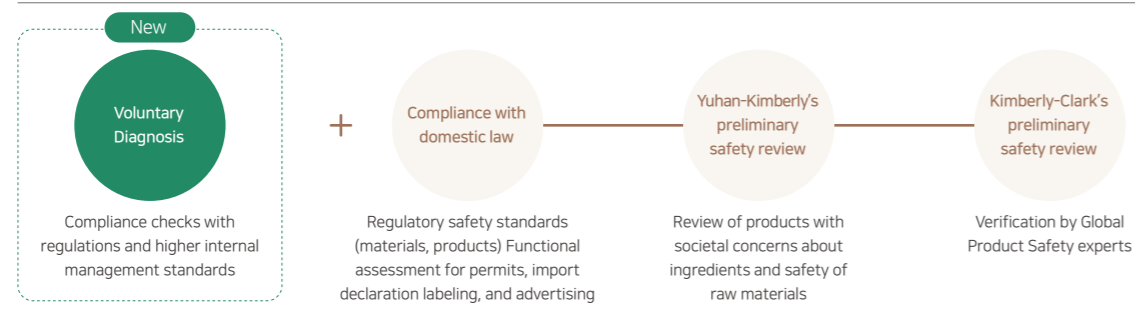 New
Voluntary
Diagnosis
Compliance checks with
regulations and higher internal
management standards
+
Compliance with
domestic law
Regulatory safety standards
(materials, products) Functional
assessment for permits, import
declaration labeling, and advertising
Yuhan-Kimberly's
preliminary
safety review
Review of products with
societal concerns about
ingredients and safety of
raw materials
Kimberly-Clark's
preliminary
safety review
Verification by Global
Product Safety experts